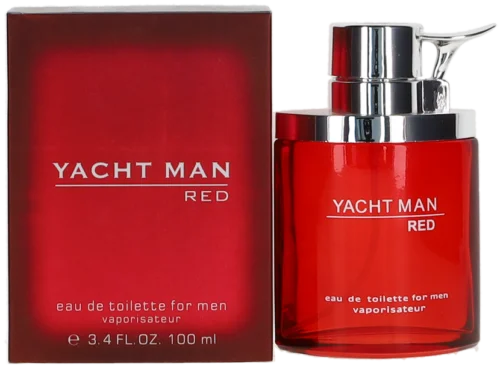 YACHT MAN
RED
eau de toilette for men
vaporisateur
e 3.4 FL.OZ. 100 ml
YACHT MAN
RED
eau de toilette for men
vaporisateur